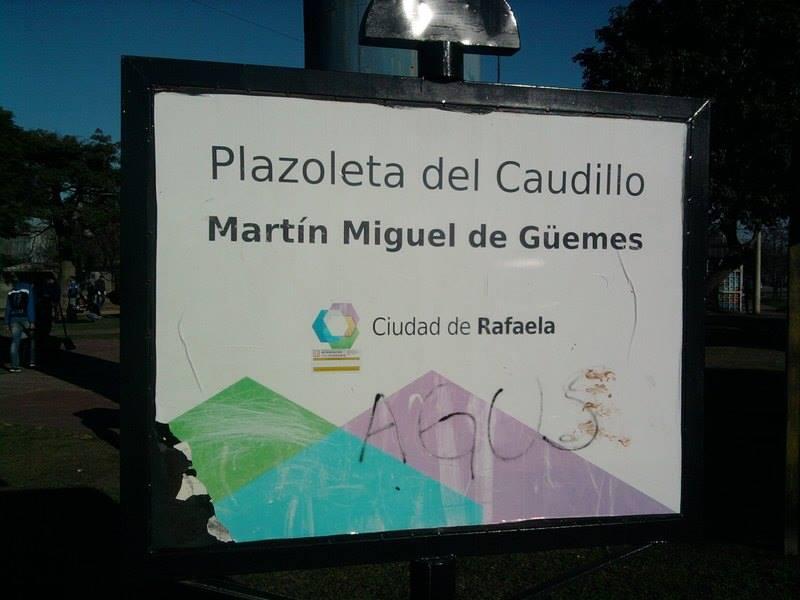 Plazoleta del Caudillo
Martín Miguel de Güemes
Ciudad de Rafaela
AGUS